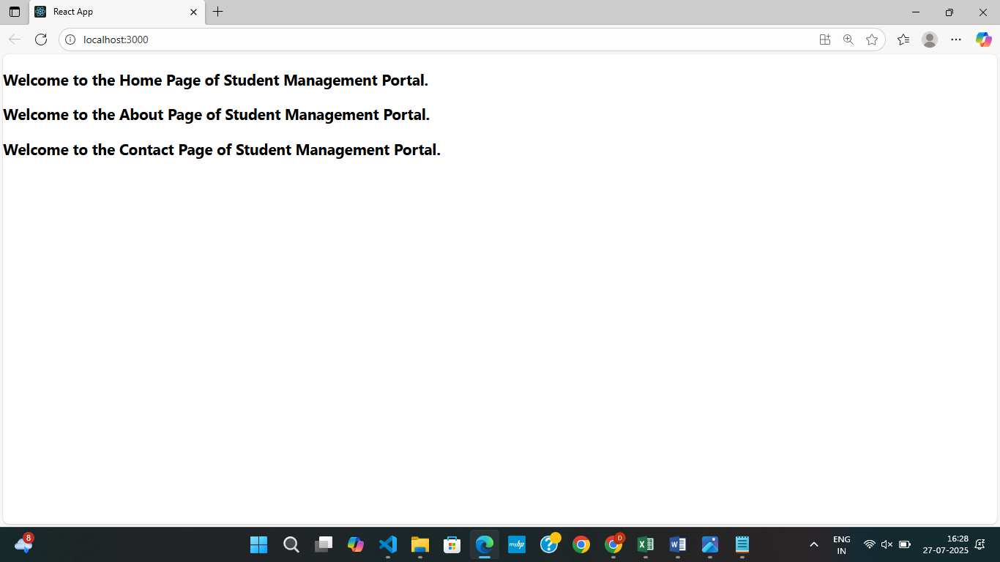 React App
localhost:3000
Welcome to the Home Page of Student Management Portal.
Welcome to the About Page of Student Management Portal.
Welcome to the Contact Page of Student Management Portal.
8
myhp
?
D
X
W
ENG
IN
16:28
27-07-2025